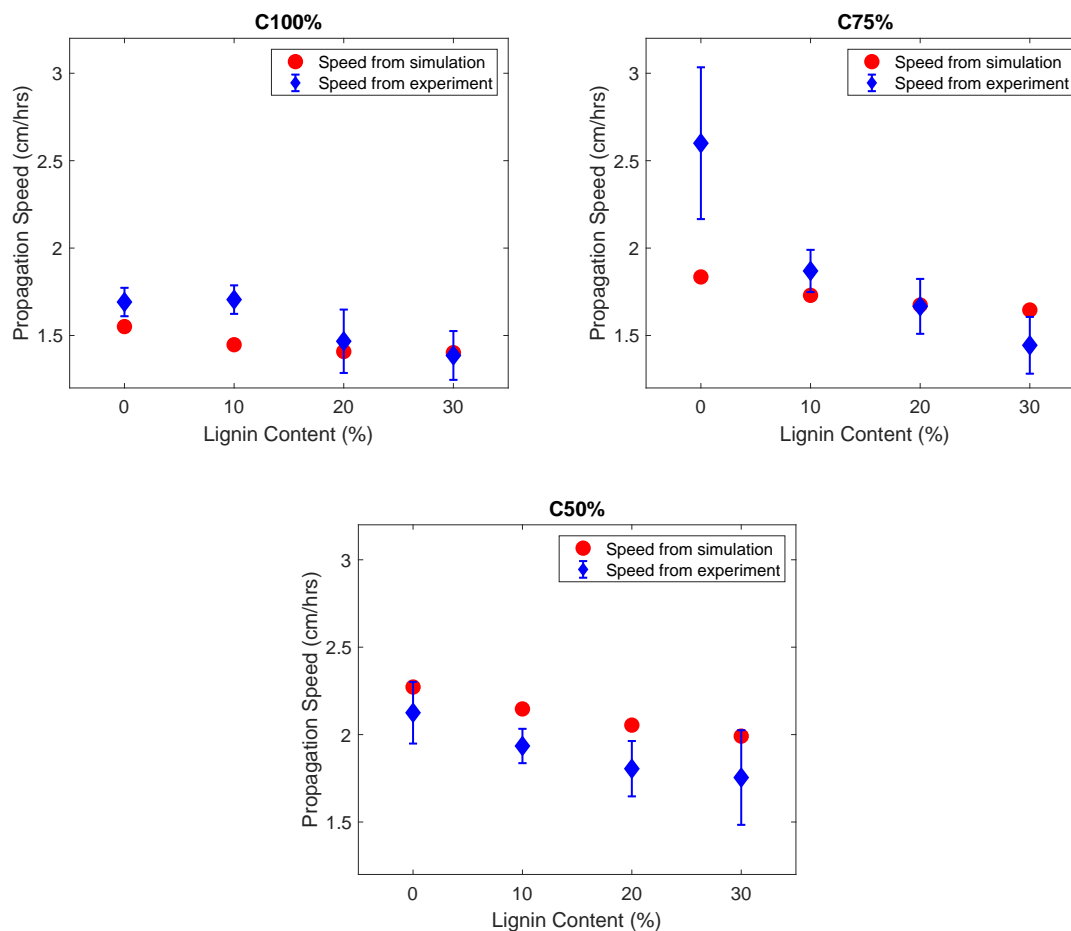 C100%
Speed from simulation
Speed from experiment
Propagation Speed (cm/hrs)
3
2.5
2
1.5
0 10 20 30
Lignin Content (%)
C75%
Speed from simulation
Speed from experiment
Propagation Speed (cm/hrs)
3
2.5
2
1.5
0 10 20 30
Lignin Content (%)
C50%
Speed from simulation
Speed from experiment
Propagation Speed (cm/hrs)
3
2.5
2
1.5
0 10 20 30
Lignin Content (%)